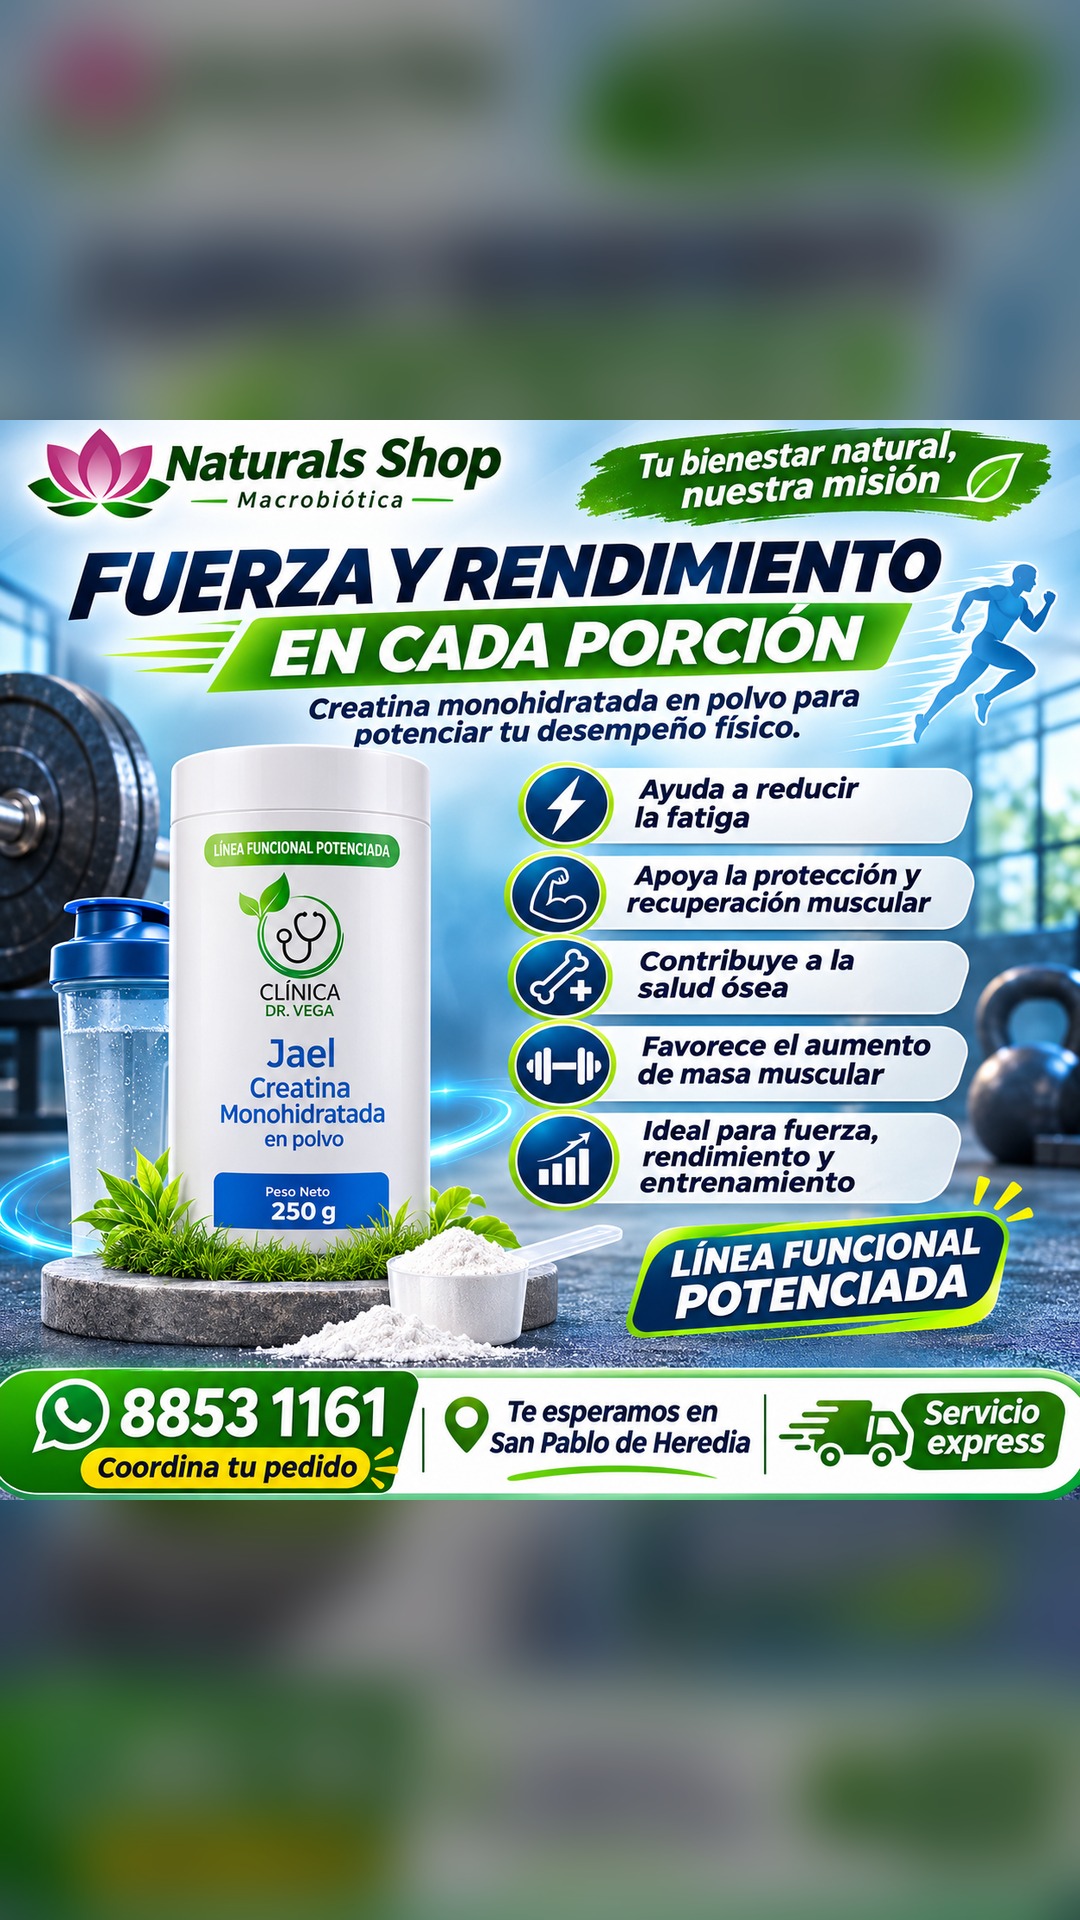 Naturals Shop
Macrobiótica
Tu bienestar natural,
nuestra misión
FUERZA Y RENDIMIENTO
EN CADA PORCIÓN
Creatina monohidratada en polvo para
potenciar tu desempeño físico.
LÍNEA FUNCIONAL POTENCIADA
CLÍNICA
DR. VEGA
Jael
Creatina
Monohidratada
en polvo
Peso Neto
250 g
Ayuda a reducir
la fatiga
Apoya la protección y
recuperación muscular
Contribuye a la
salud ósea
Favorece el aumento
de masa muscular
Ideal para fuerza,
rendimiento y
entrenamiento
LÍNEA FUNCIONAL
POTENCIADA
8853 1161
Coordina tu pedido
Te esperamos en
San Pablo de Heredia
Servicio
express